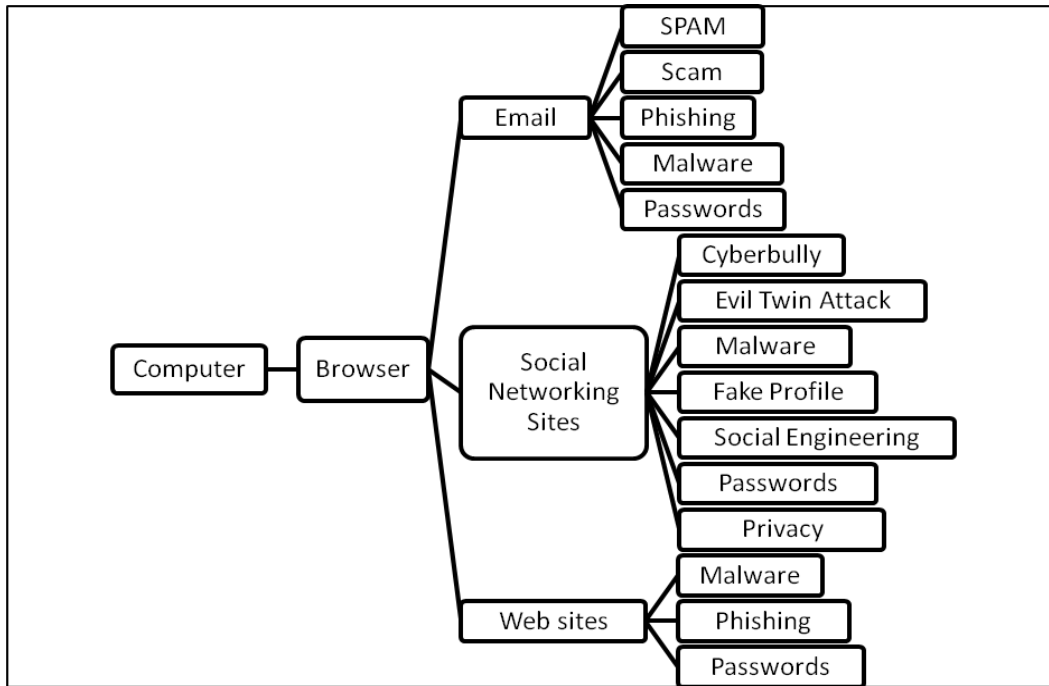 SPAM
Scam
Email
Phishing
Malware
Passwords
Cyberbully
Evil Twin Attack
Malware
Computer
Browser
Social
Networking
Sites
Fake Profile
Social Engineering
Passwords
Privacy
Malware
Web sites
Phishing
Passwords